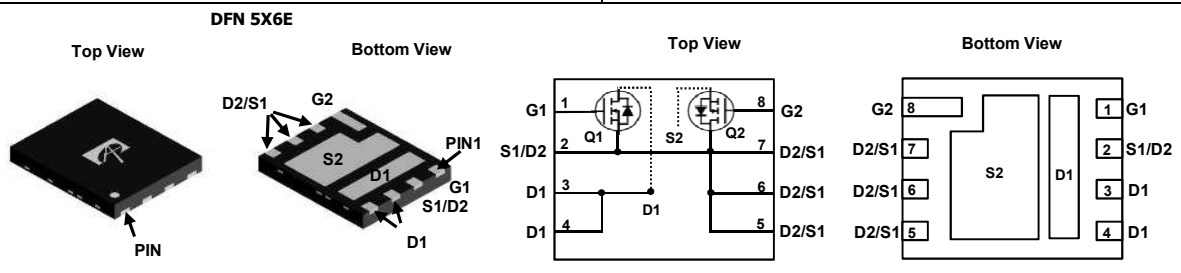 DFN 5X6E
Top View
Bottom View
Top View
Bottom View
D2/S1
G2
S2
D1
PIN1
G1
S1/D2
D1
PIN
G1
1
Q1
S2
Q2
8
G2
S1/D2
2
7
D2/S1
D1
3
D1
6
D2/S1
D1
4
5
D2/S1
G2
8
1
G1
D2/S1
7
2
S1/D2
S2
D1
D2/S1
6
3
D1
D2/S1
5
4
D1